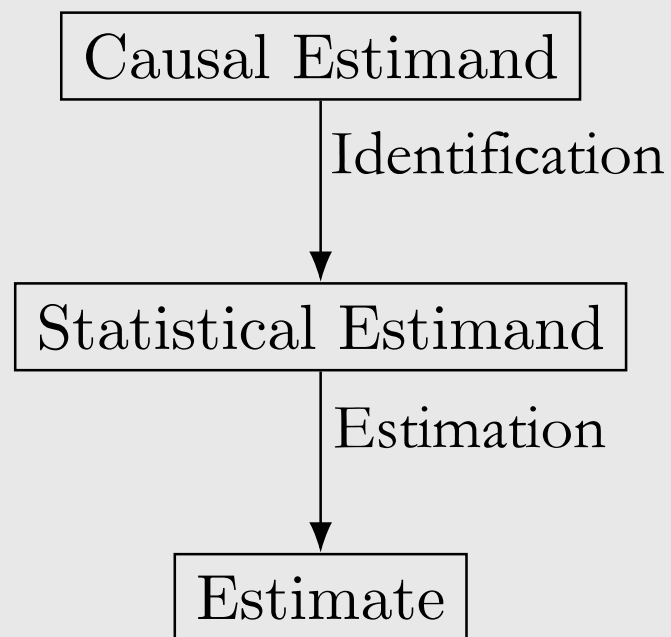 Causal Estimand
Identification
Statistical Estimand
Estimation
Estimate